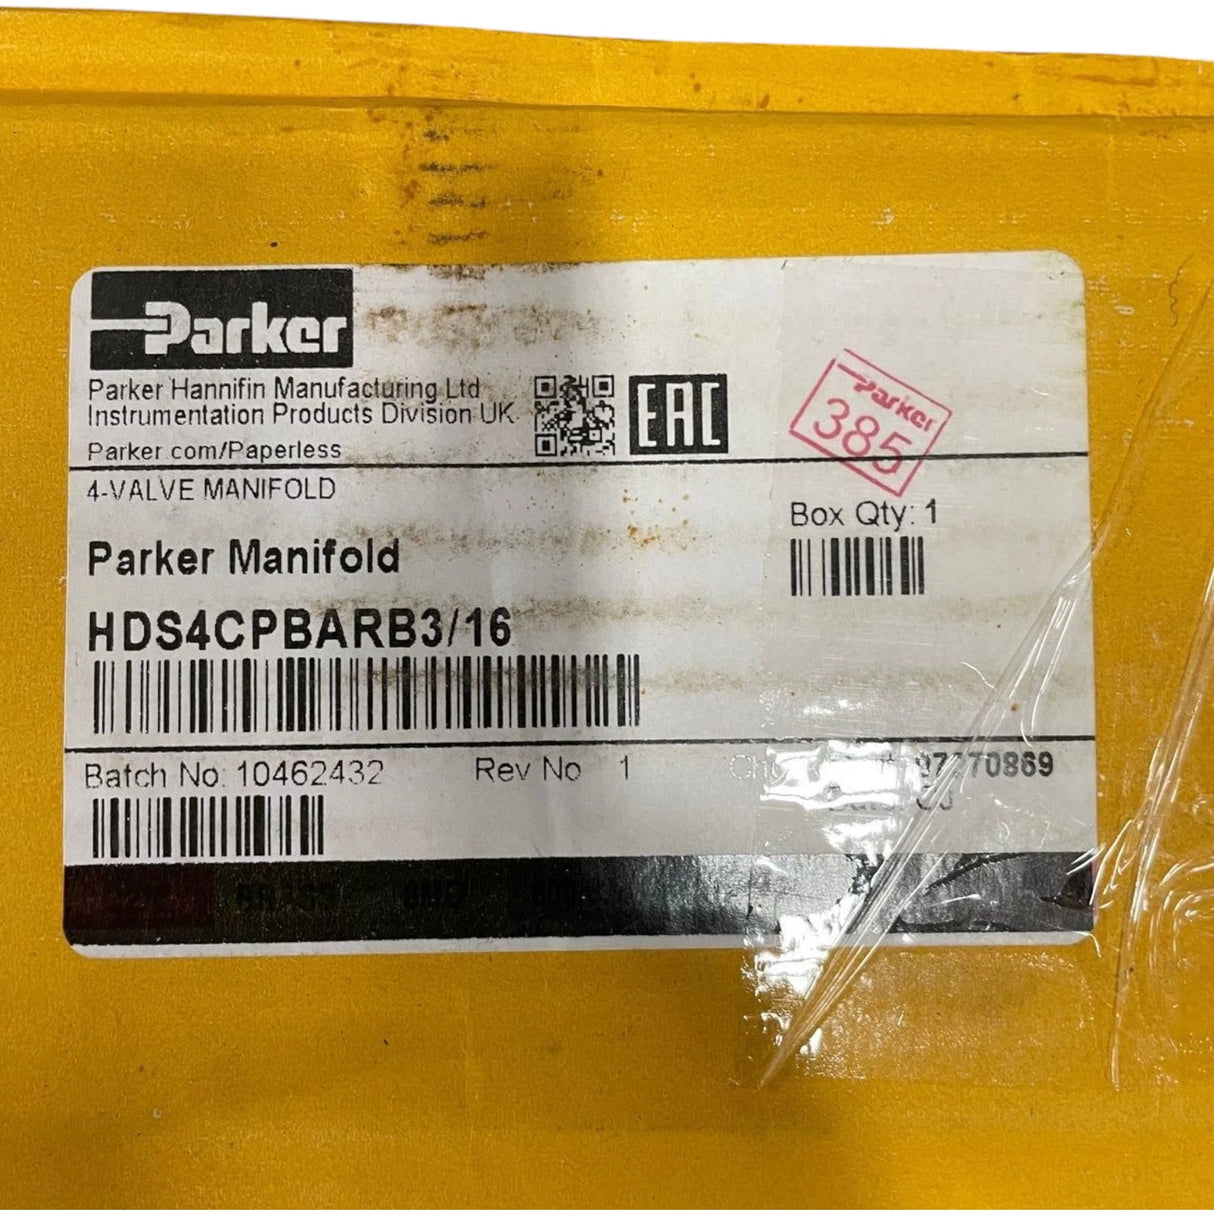 Parker
Parker Hannifin Manufacturing Ltd
Instrumentation Products Division UK
Parker.com/Paperless
EAC
Parker
385
4-VALVE MANIFOLD
Box Qty: 1
Parker Manifold
HDS4CPBARB3/16
Batch No: 10462432
Rev No 1